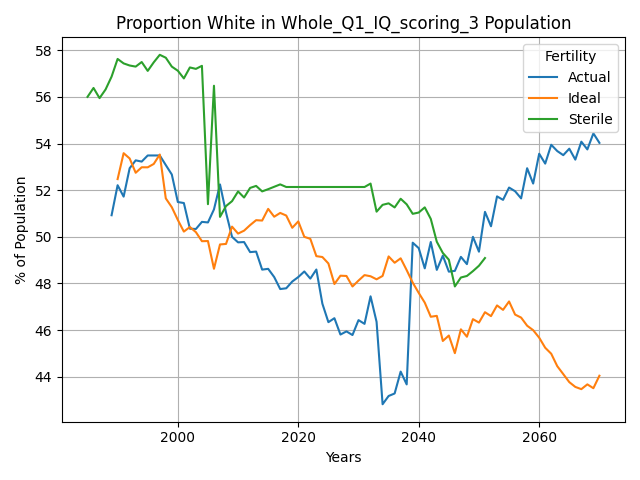 Proportion White in Whole_Q1_IQ_scoring_3 Population
Fertility
Actual
Ideal
Sterile
% of Population
58
56
54
52
50
48
46
44
2000
2020
2040
2060
Years